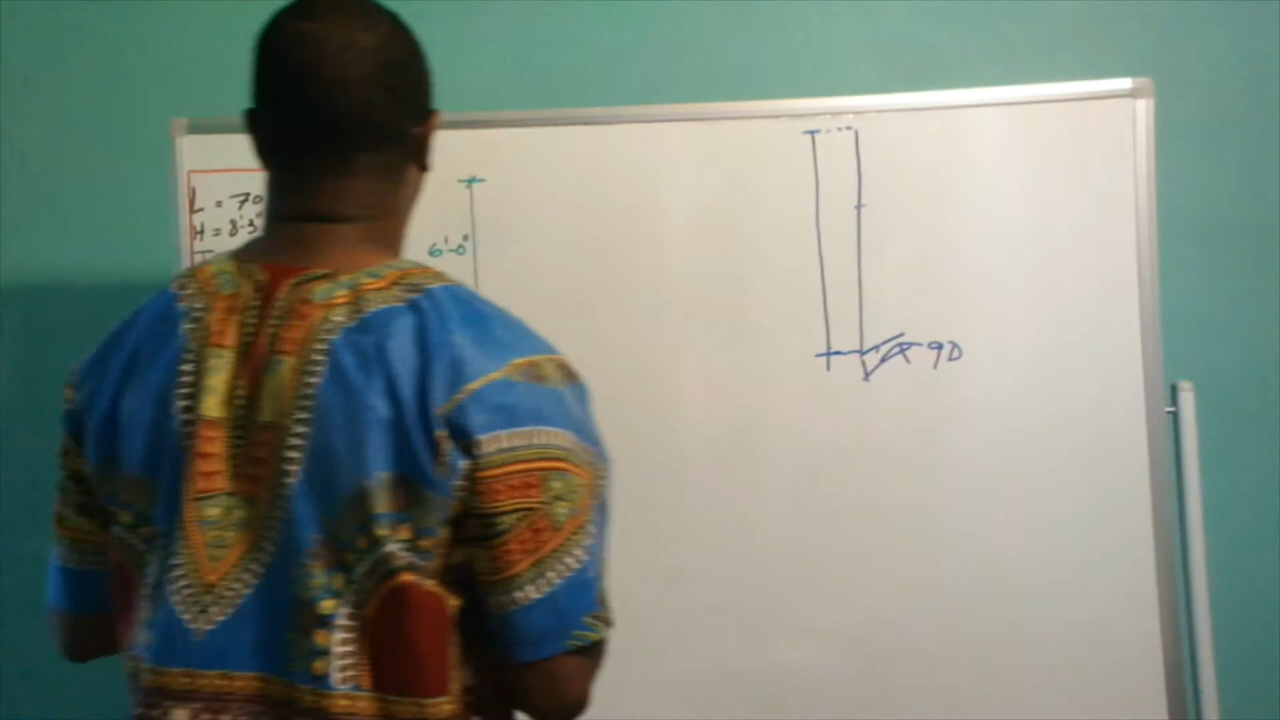 L = 70
H = 8'-3"
6'-0"
90